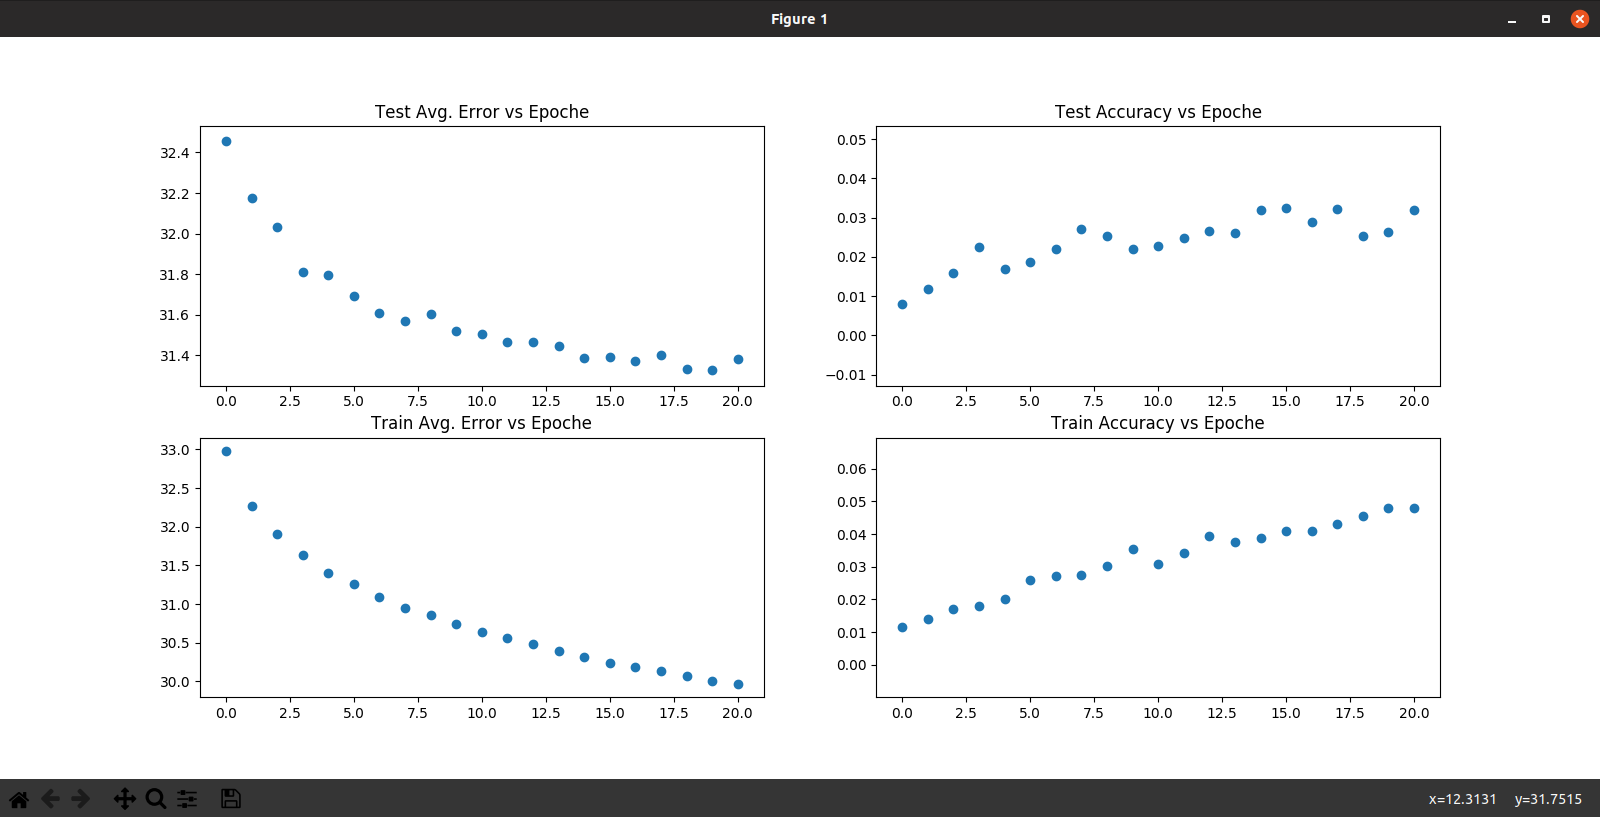 Figure 1
Test Avg. Error vs Epoche
32.4
32.2
32.0
31.8
31.6
31.4
0.0 2.5 5.0 7.5 10.0 12.5 15.0 17.5 20.0
Test Accuracy vs Epoche
0.05
0.04
0.03
0.02
0.01
0.00
−0.01
0.0 2.5 5.0 7.5 10.0 12.5 15.0 17.5 20.0
Train Avg. Error vs Epoche
33.0
32.5
32.0
31.5
31.0
30.5
30.0
0.0 2.5 5.0 7.5 10.0 12.5 15.0 17.5 20.0
Train Accuracy vs Epoche
0.06
0.05
0.04
0.03
0.02
0.01
0.00
0.0 2.5 5.0 7.5 10.0 12.5 15.0 17.5 20.0
x=12.3131 y=31.7515